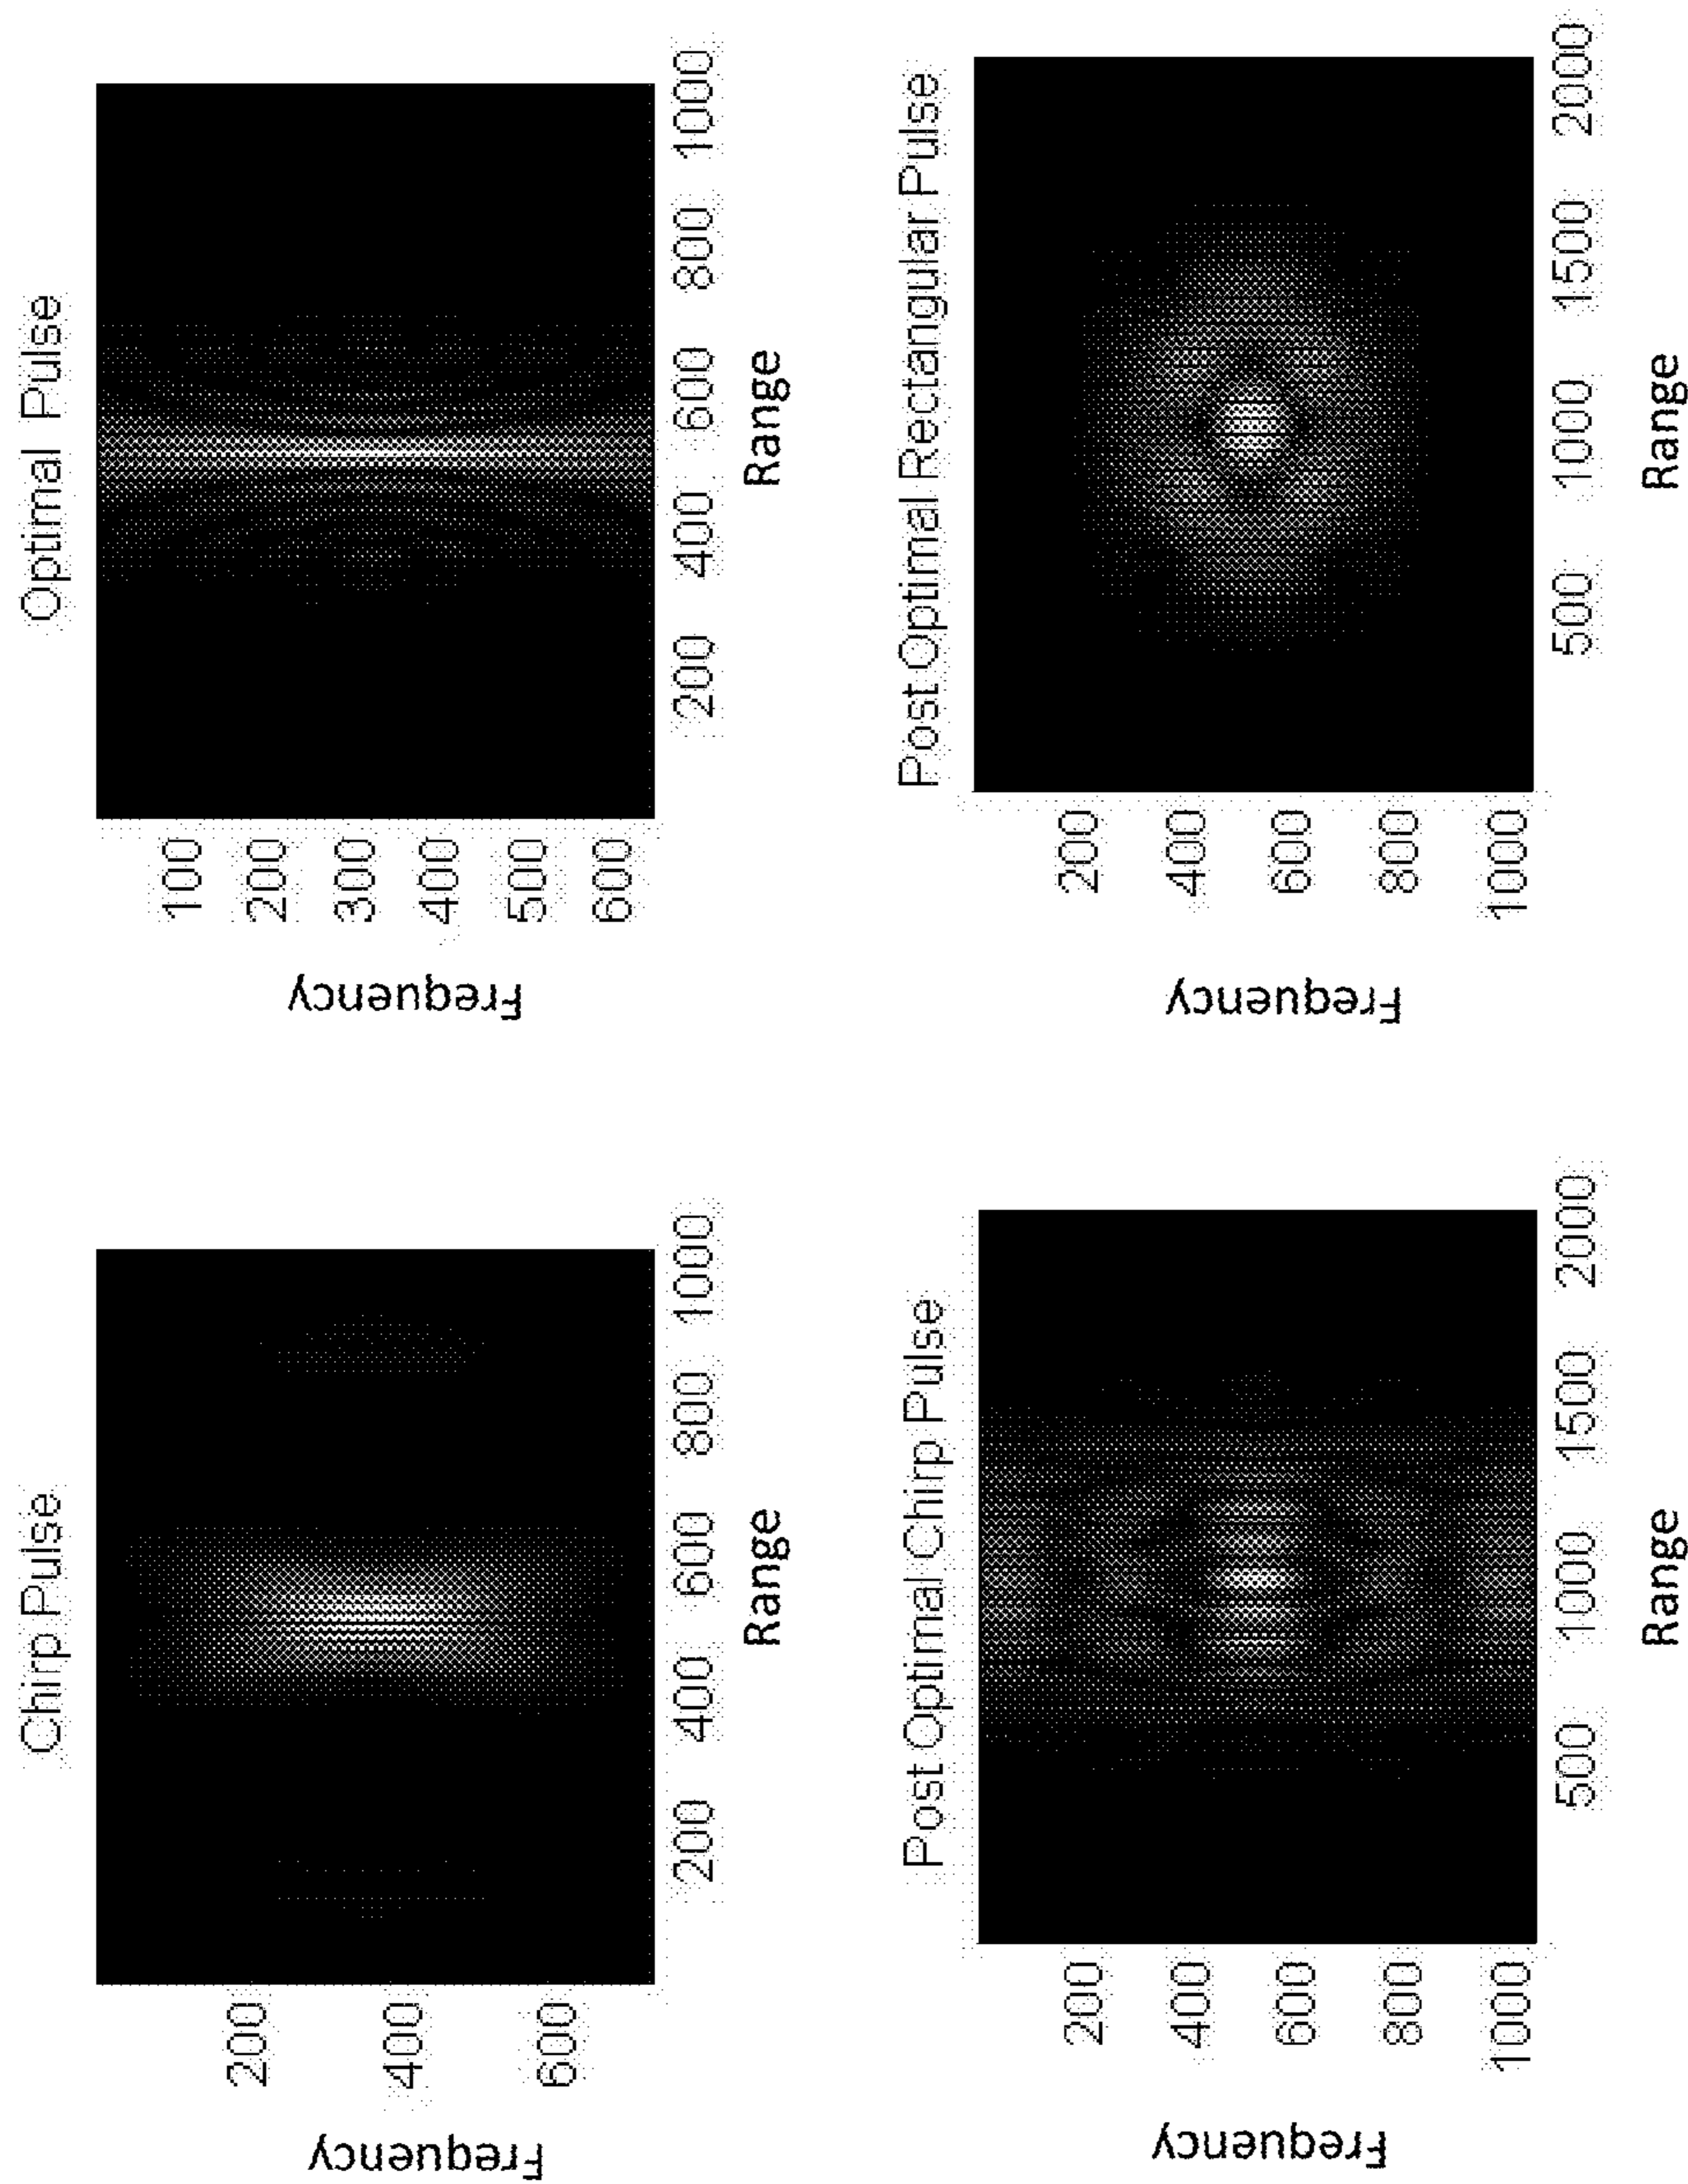 Chirp Pulse
Frequency
200
400
600
200 400 600 800 1000
Range
Optimal Pulse
Frequency
100
200
300
400
500
600
200 400 600 800 1000
Range
Post Optimal Chirp Pulse
Frequency
200
400
600
800
1000
500 1000 1500 2000
Range
Post Optimal Rectangular Pulse
Frequency
200
400
600
800
1000
500 1000 1500 2000
Range